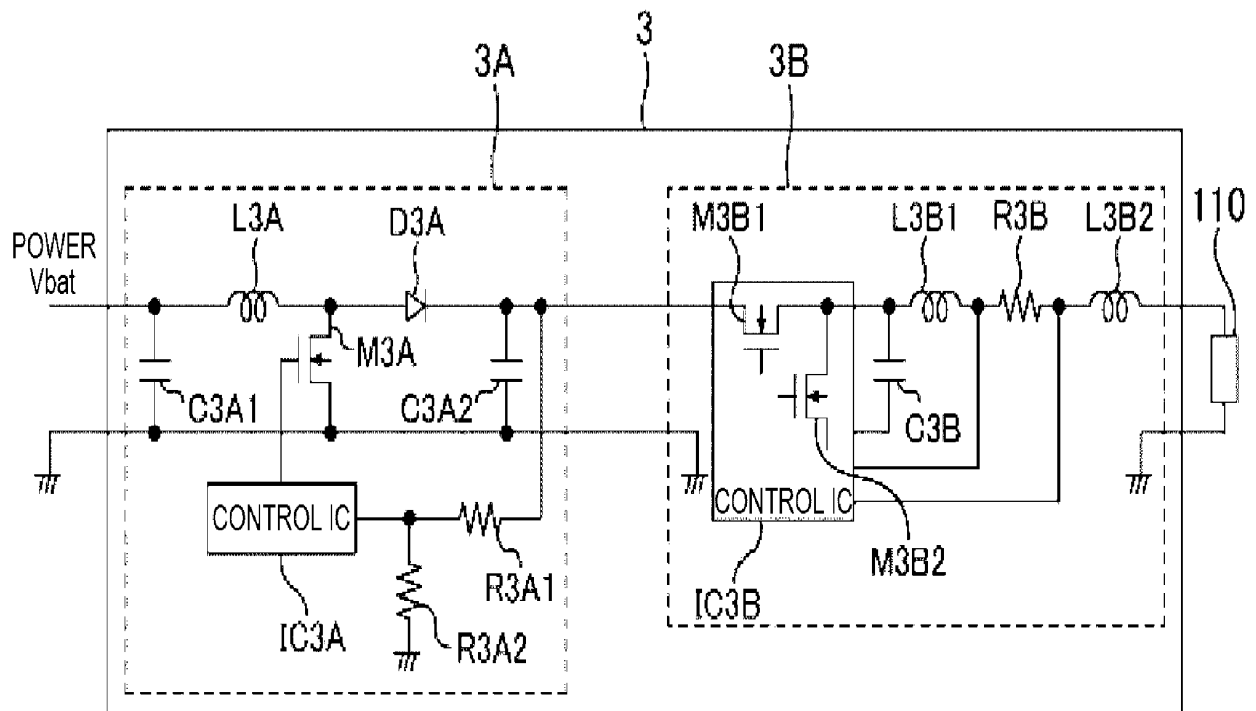 3
3A
3B
L3A
D3A
M3B1
L3B1
R3B
L3B2
110
POWER
Vbat
M3A
C3A1
C3A2
C3B
CONTROL IC
CONTROL IC
R3A1
M3B2
IC3A
R3A2
IC3B